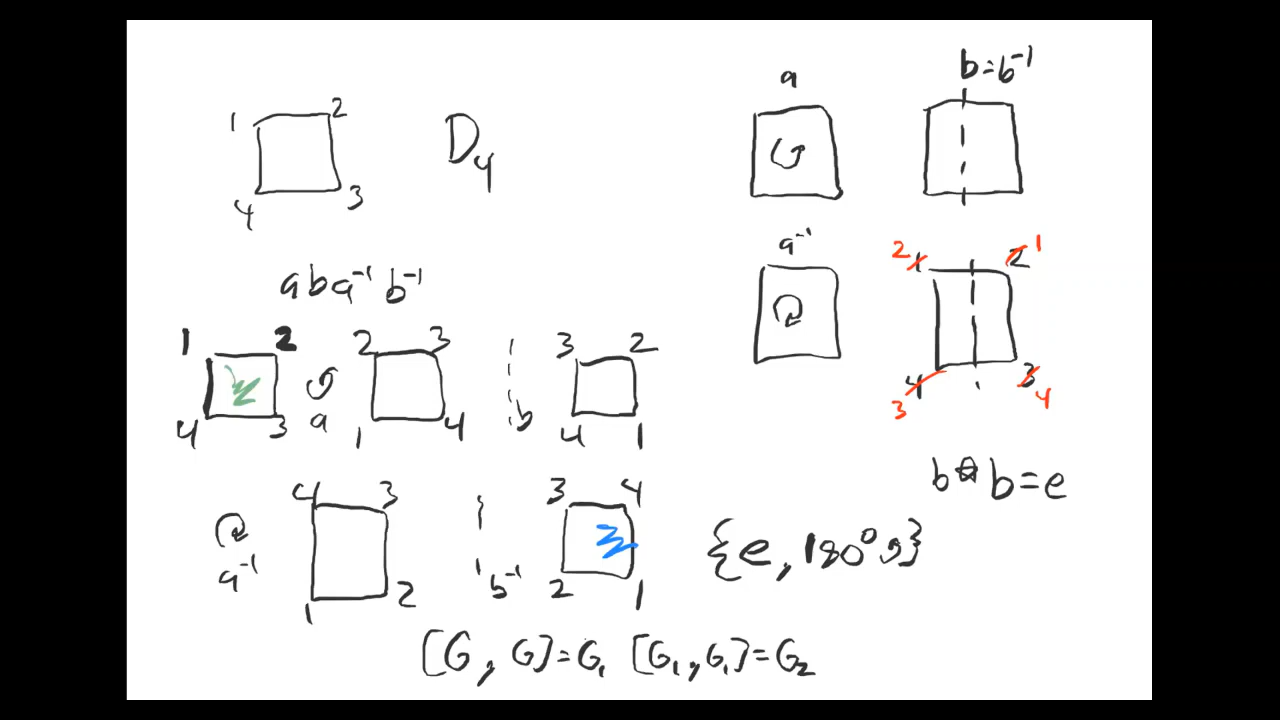 a b=b⁻¹
1 2 D₄
4 3
a⁻¹ 2 1 2 1
a b a⁻¹ b⁻¹
1 2 2 3 3 2
a b 4 3
4 3 1 4 4 1 3 4
b b=e
4 3 3 4
{e, 180° }
a⁻¹ b⁻¹
1 2 2 1
[G, G]=G₁ [G₁, G₁]=G₂